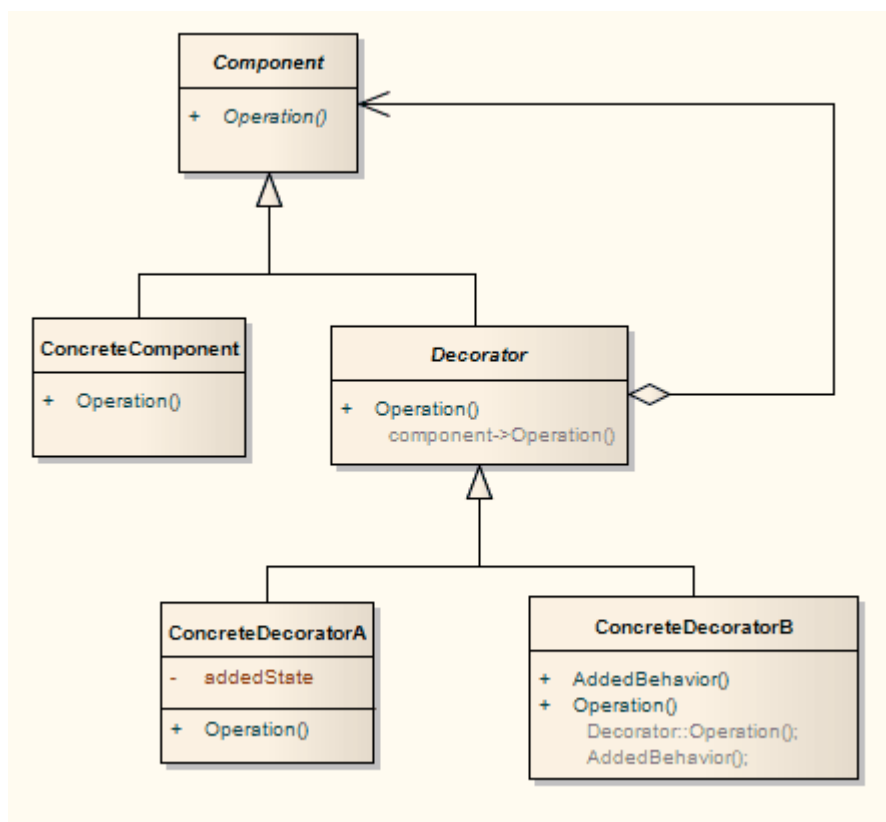 Component
+ Operation()
ConcreteComponent
+ Operation()
Decorator
+ Operation()
component->Operation()
ConcreteDecoratorA
- addedState
+ Operation()
ConcreteDecoratorB
+ AddedBehavior()
+ Operation()
Decorator::Operation();
AddedBehavior();